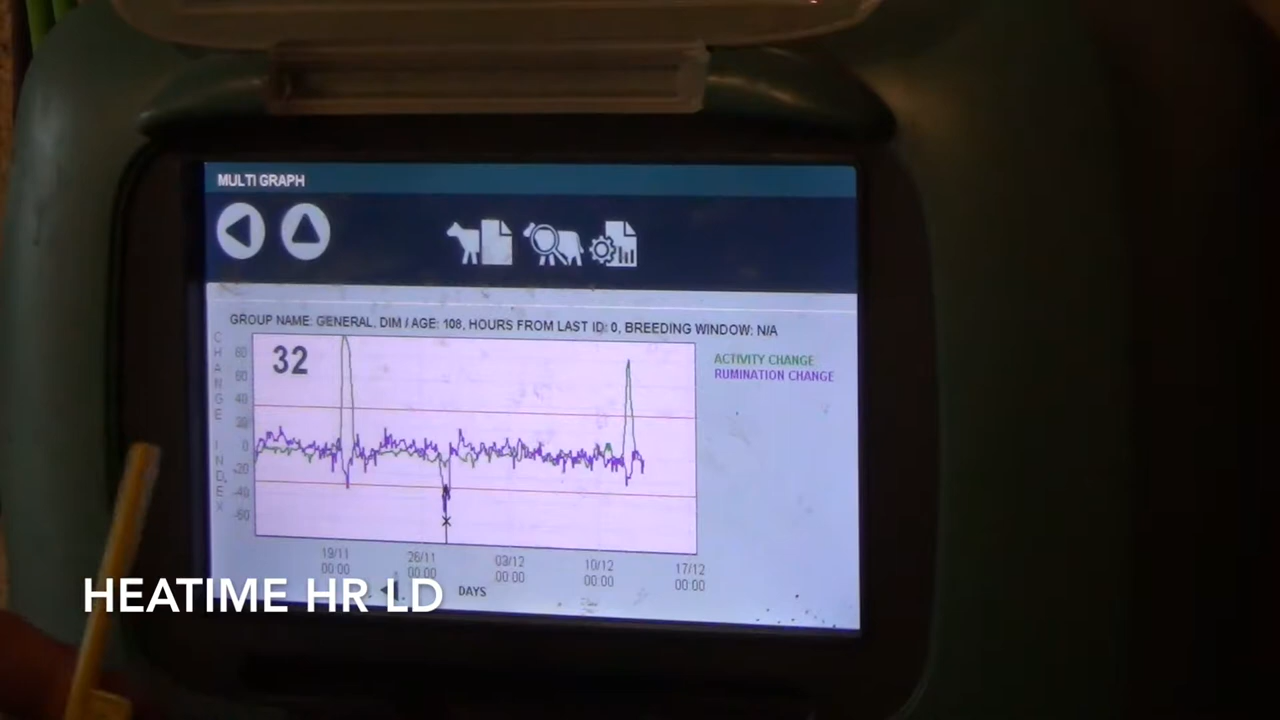 MULTI GRAPH
GROUP NAME: GENERAL, DIM / AGE: 108, HOURS FROM LAST ID: 0, BREEDING WINDOW: N/A
CHANGE INDEX
80
60
40
20
0
-20
-40
-60
32
ACTIVITY CHANGE
RUMINATION CHANGE
19/11 26/11 03/12 10/12 17/12
00:00 00:00 00:00 00:00 00:00
DAYS
HEATIME HR LD